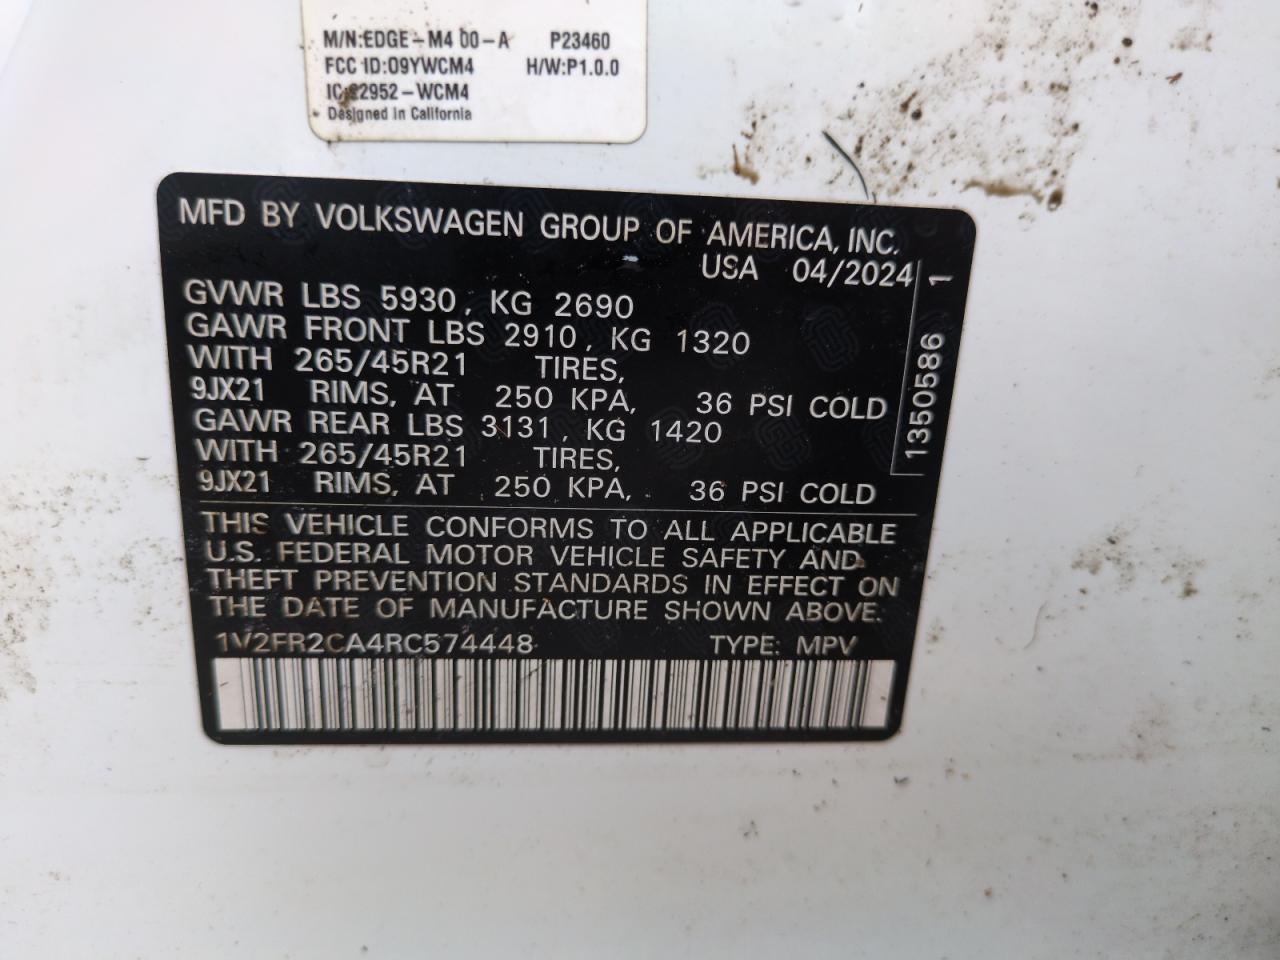 M/N:EDGE-M4 00-A P23460
FCC ID:O9YWCM4 H/W:P1.0.0
IC:22952-WCM4
Designed in California
MFD BY VOLKSWAGEN GROUP OF AMERICA, INC.
USA 04/2024
GVWR LBS 5930, KG 2690
GAWR FRONT LBS 2910, KG 1320
WITH 265/45R21 TIRES,
9JX21 RIMS, AT 250 KPA, 36 PSI COLD
GAWR REAR LBS 3131, KG 1420
WITH 265/45R21 TIRES,
9JX21 RIMS, AT 250 KPA, 36 PSI COLD
1350586 1
THIS VEHICLE CONFORMS TO ALL APPLICABLE
U.S. FEDERAL MOTOR VEHICLE SAFETY AND
THEFT PREVENTION STANDARDS IN EFFECT ON
THE DATE OF MANUFACTURE SHOWN ABOVE.
1V2FR2CA4RC574448 TYPE: MPV